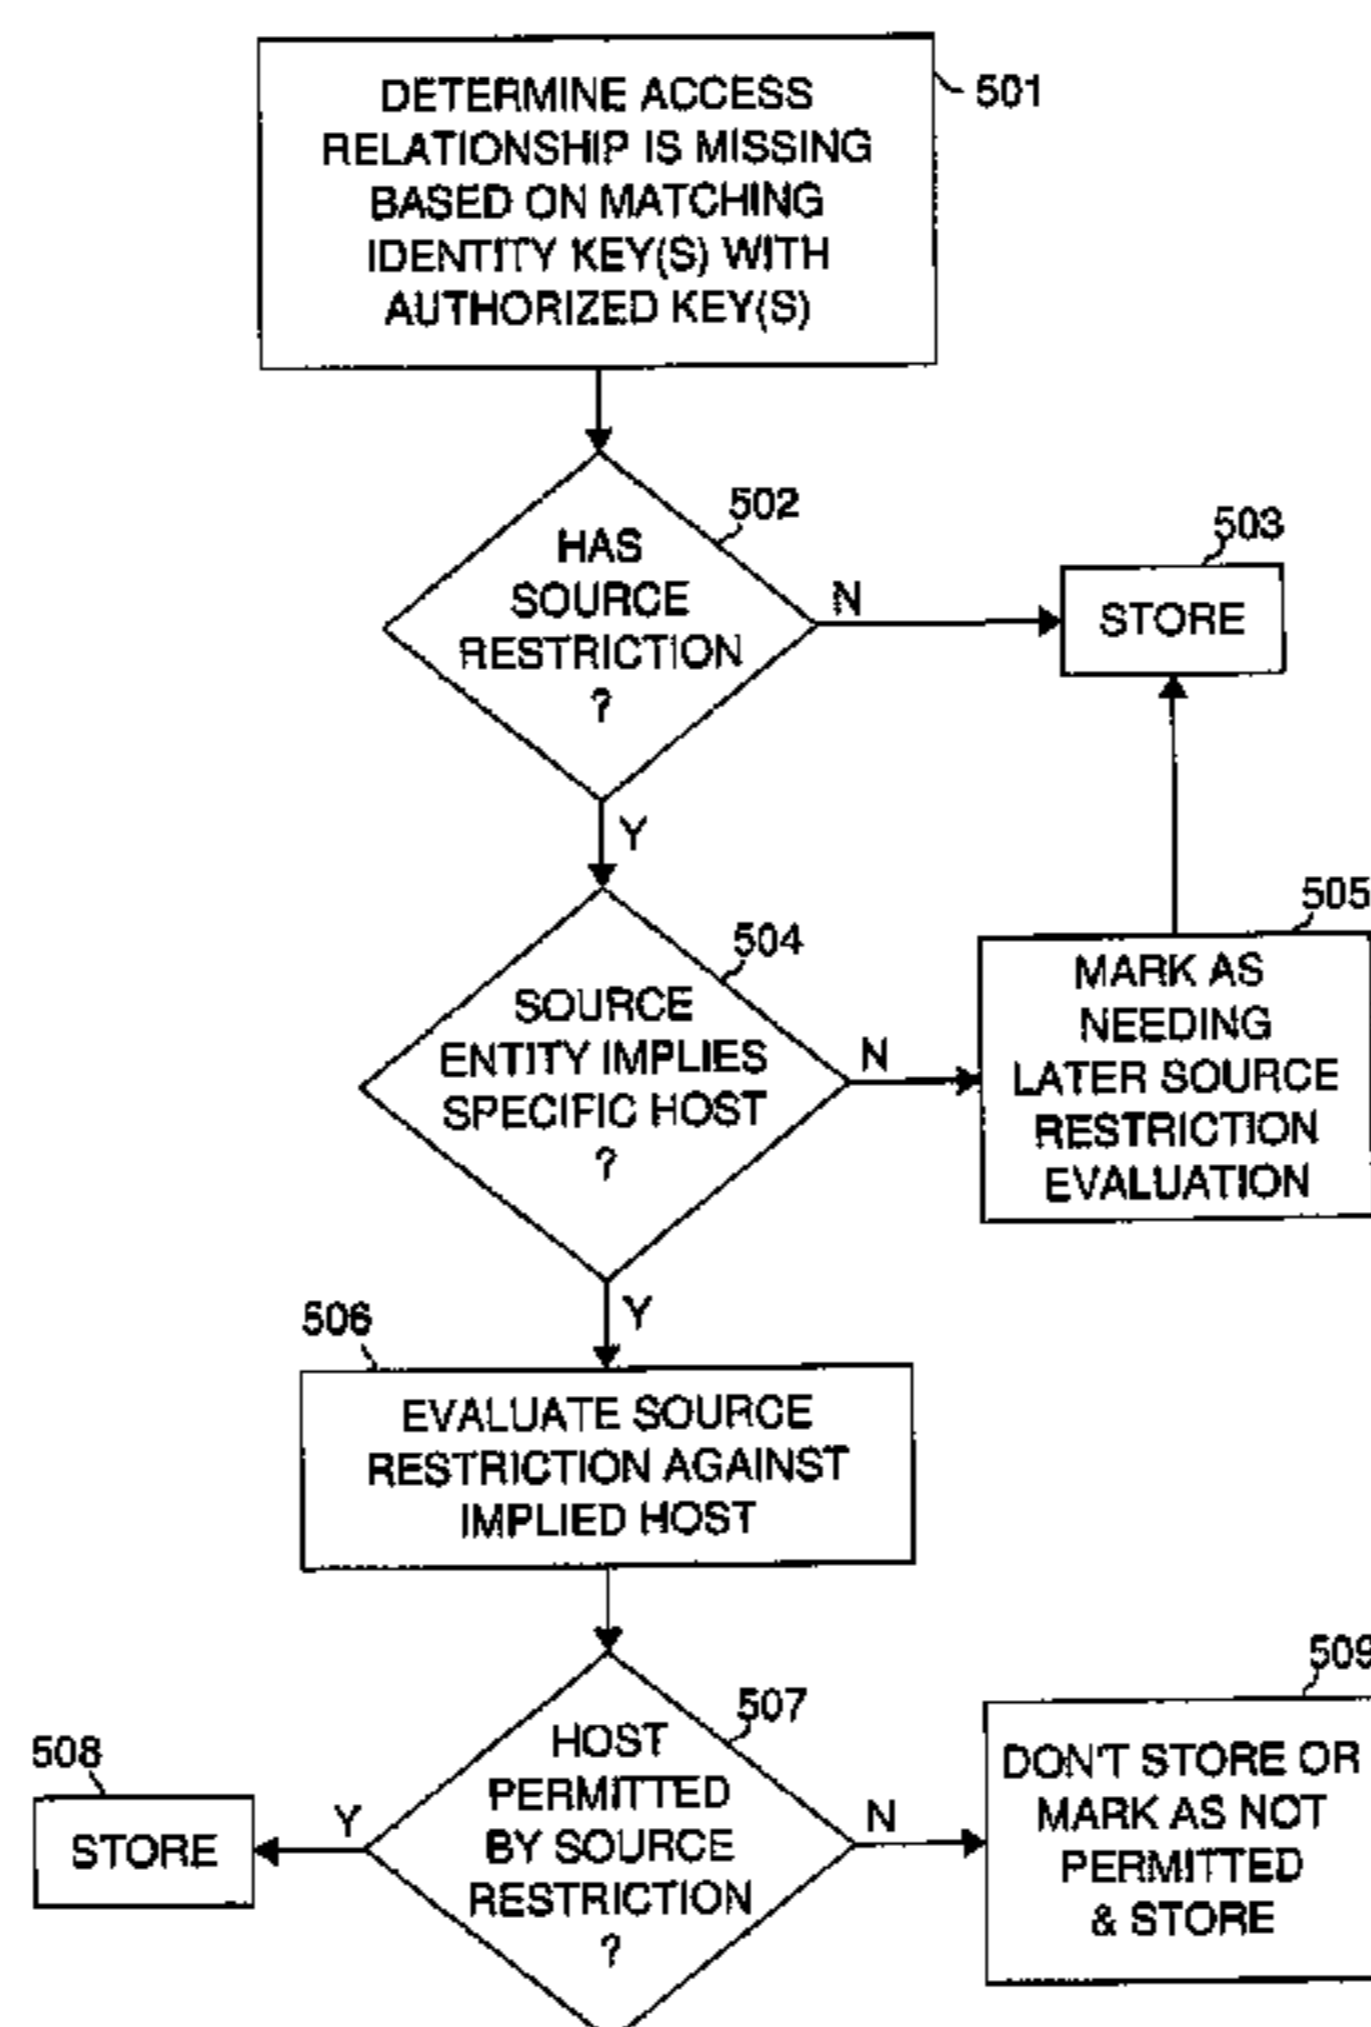 DETERMINE ACCESS
RELATIONSHIP IS MISSING
BASED ON MATCHING
IDENTITY KEY(S) WITH
AUTHORIZED KEY(S)
501
HAS
SOURCE
RESTRICTION
?
502
N
503
STORE
Y
SOURCE
ENTITY IMPLIES
SPECIFIC HOST
?
504
N
505
MARK AS
NEEDING
LATER SOURCE
RESTRICTION
EVALUATION
Y
506
EVALUATE SOURCE
RESTRICTION AGAINST
IMPLIED HOST
HOST
PERMITTED
BY SOURCE
RESTRICTION
?
507
Y
508
STORE
N
509
DON'T STORE OR
MARK AS NOT
PERMITTED
& STORE